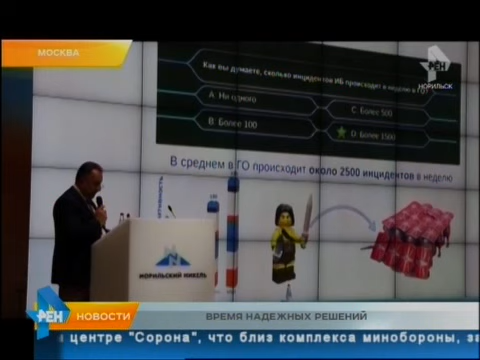 МОСКВА
РЕН
НОРИЛЬСК
Как вы думаете, сколько инцидентов ИБ происходит в неделю в ГО?
A: Ни одного
C: Более 500
B: Более 100
D: Более 1500
В среднем в ГО происходит около 2500 инцидентов в неделю
НОРИЛЬСКИЙ НИКЕЛЬ
РЕН
НОВОСТИ
ВРЕМЯ НАДЕЖНЫХ РЕШЕНИЙ
центре "Сорона", что близ комплекса минобороны, за